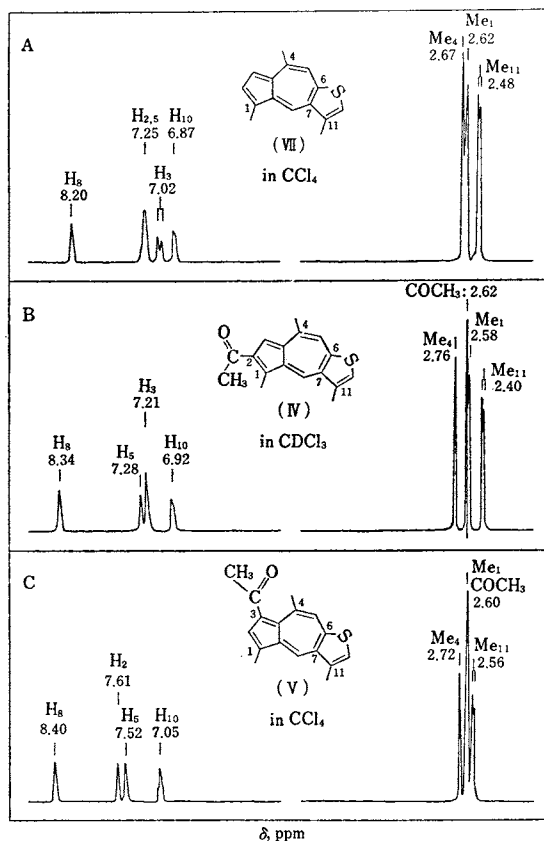 A
H₈
8.20
H₂,₅
7.25
H₃
7.02
H₁₀
6.87
4
6
S
1
7
11
(VII)
in CCl₄
Me₄
2.67
Me₁
2.62
Me₁₁
2.48
B
H₈
8.34
H₅
7.28
H₃
7.21
H₁₀
6.92
O
C
CH₃
2
1
4
6
S
7
11
(IV)
in CDCl₃
COCH₃: 2.62
Me₄
2.76
Me₁
2.58
Me₁₁
2.40
C
H₈
8.40
H₂
7.61
H₅
7.52
H₁₀
7.05
CH₃
O
C
3
4
6
S
1
7
11
(V)
in CCl₄
Me₁
COCH₃
2.60
Me₄
2.72
Me₁₁
2.56
δ, ppm